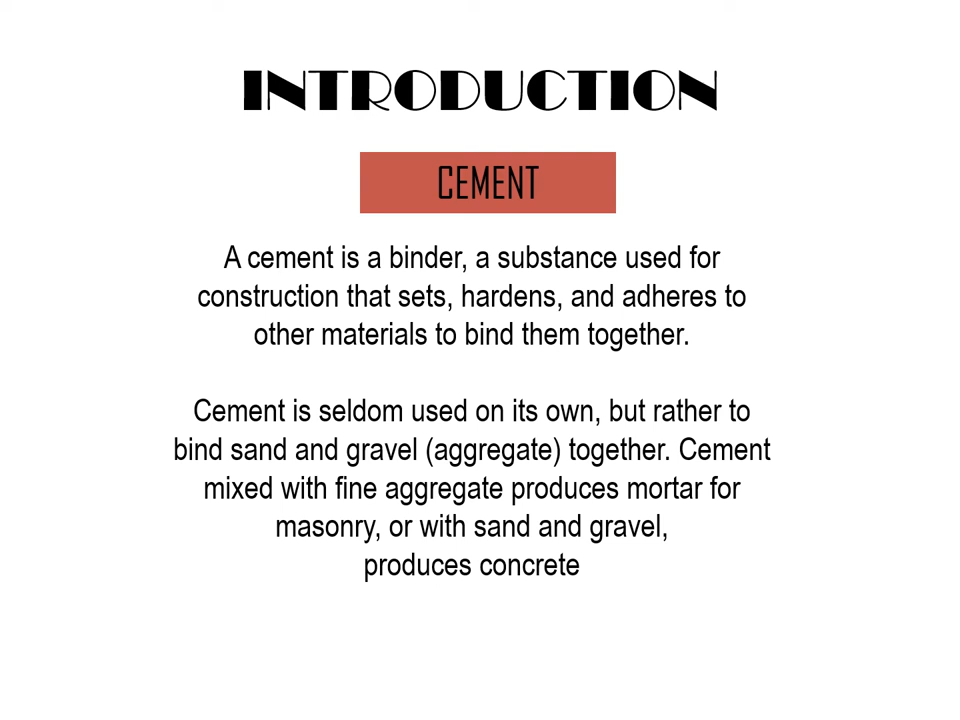 INTRODUCTION
CEMENT
A cement is a binder, a substance used for
construction that sets, hardens, and adheres to
other materials to bind them together.
Cement is seldom used on its own, but rather to
bind sand and gravel (aggregate) together. Cement
mixed with fine aggregate produces mortar for
masonry, or with sand and gravel,
produces concrete